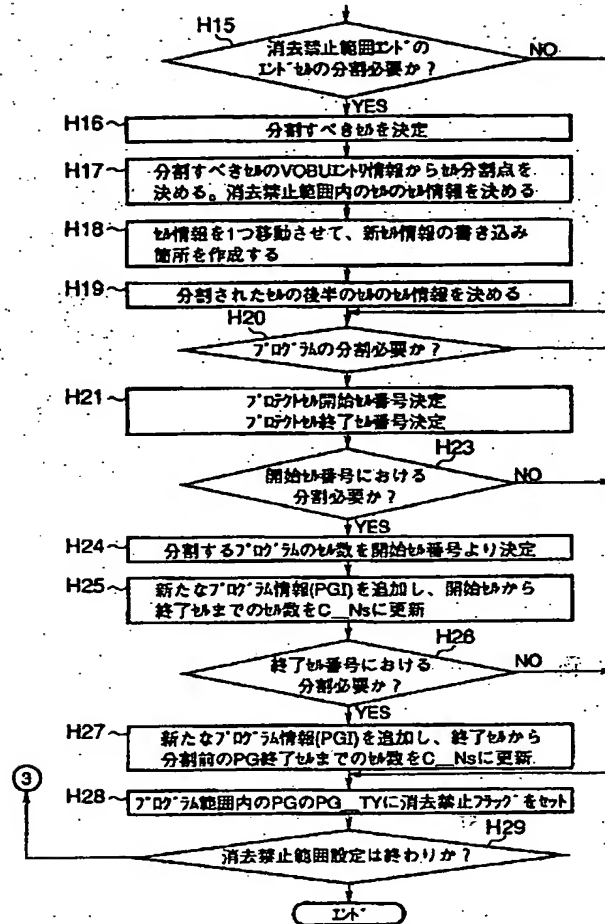 H15
消去禁止範囲エンドの
エンドセルの分割必要か?
NO
YES
H16
分割すべきセルを決定
H17
分割すべきセルのVOBUエントリ情報からセル分割点を
決める。消去禁止範囲内のセルのセル情報を決める
H18
セル情報を1つ移動させて、新セル情報の書き込み
箇所を作成する
H19
分割されたセルの後半のセルのセル情報を決める
H20
プログラムの分割必要か?
H21
プロテクトセル開始セル番号決定
プロテクトセル終了セル番号決定
H23
開始セル番号における
分割必要か?
NO
YES
H24
分割するプログラムのセル数を開始セル番号より決定
H25
新たなプログラム情報(PGI)を追加し、開始セルから
終了セルまでのセル数をC__Nsに更新
H26
終了セル番号における
分割必要か?
NO
YES
H27
新たなプログラム情報(PGI)を追加し、終了セルから
分割前のPG終了セルまでのセル数をC__Nsに更新
3
H28
プログラム範囲内のPGのPG__TYに消去禁止フラッグをセット
H29
消去禁止範囲設定は終わりか?
エンド